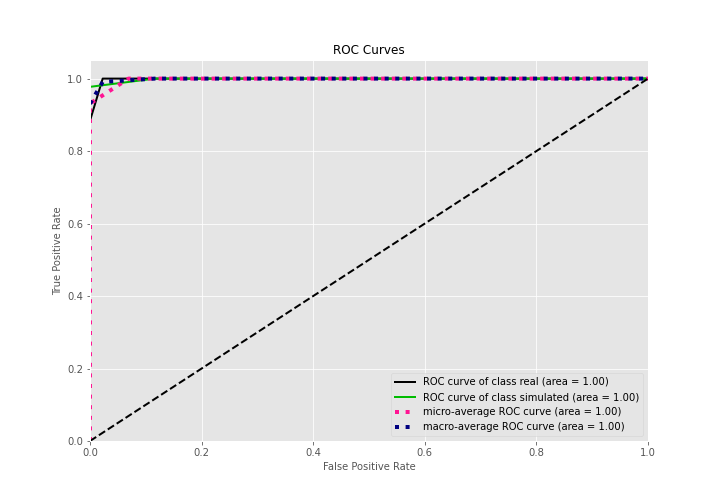 ROC Curves
1.0
0.8
0.6
0.4
0.2
0.0
True Positive Rate
0.0 0.2 0.4 0.6 0.8 1.0
False Positive Rate
ROC curve of class real (area = 1.00)
ROC curve of class simulated (area = 1.00)
micro-average ROC curve (area = 1.00)
macro-average ROC curve (area = 1.00)